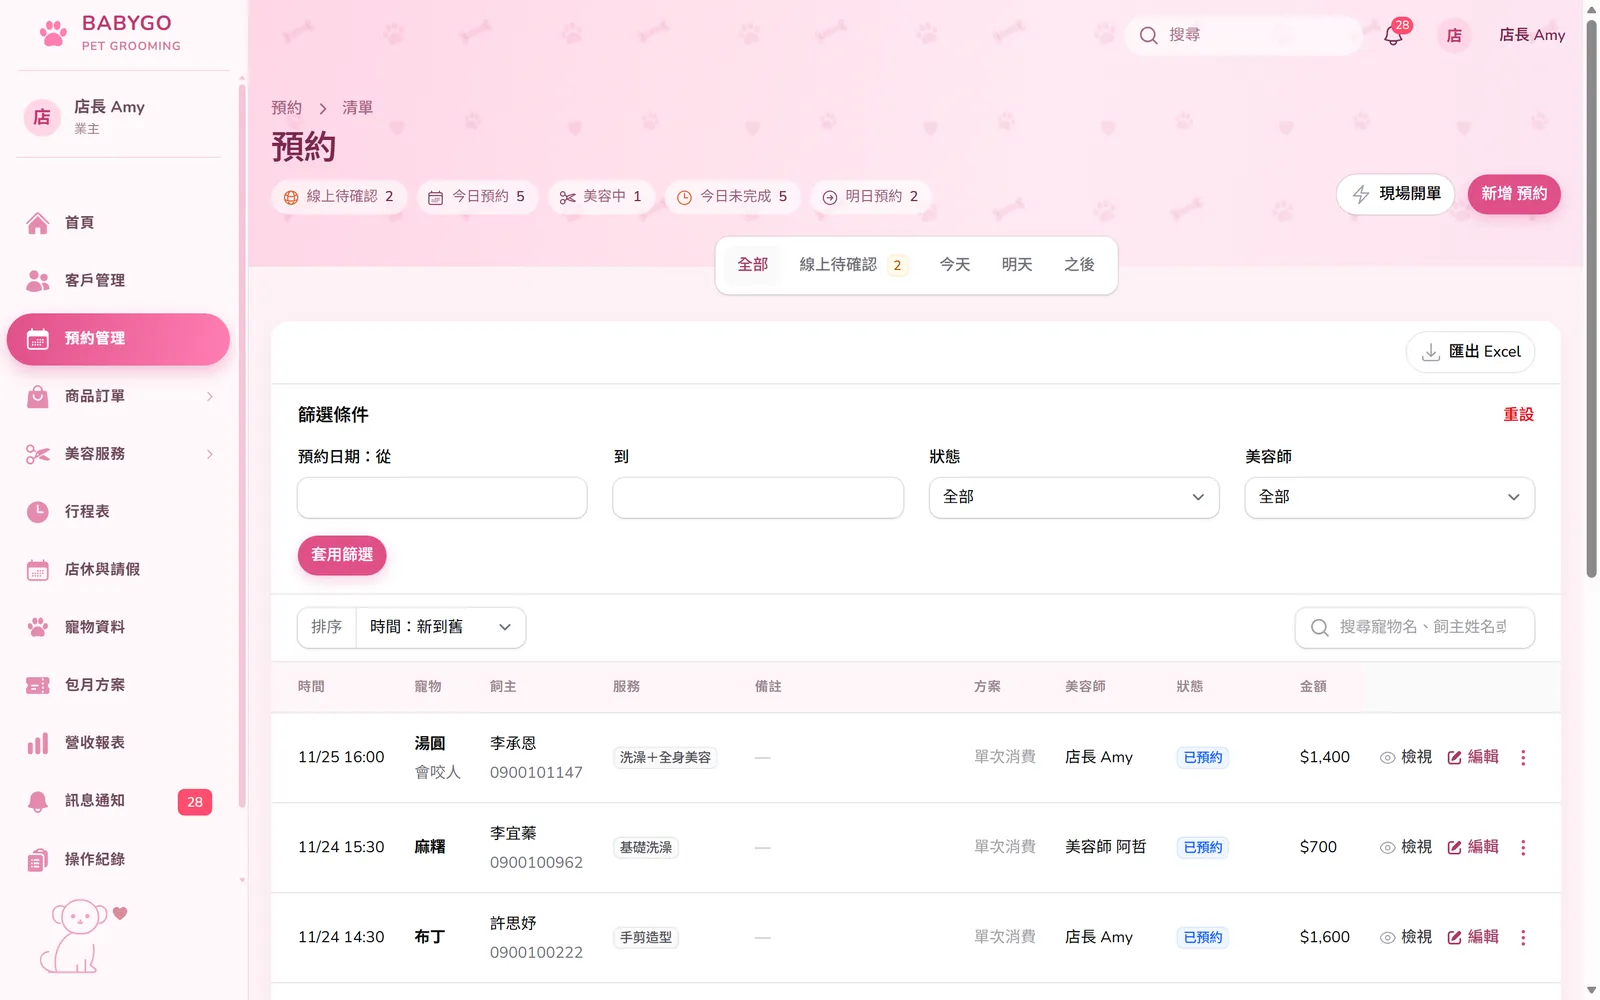 BABYGO
PET GROOMING
店
店長 Amy
業主
首頁
客戶管理
預約管理
商品訂單
美容服務
行程表
店休與請假
寵物資料
包月方案
營收報表
訊息通知 28
操作紀錄
搜尋
28
店
店長 Amy
預約 > 清單
預約
線上待確認 2
今日預約 5
美容中 1
今日未完成 5
明日預約 2
現場開單
新增 預約
全部 線上待確認 2 今天 明天 之後
匯出 Excel
篩選條件
重設
預約日期：從 到 狀態 美容師
全部 全部
套用篩選
排序 時間：新到舊
搜尋寵物名、飼主姓名或
時間 寵物 飼主 服務 備註 方案 美容師 狀態 金額
11/25 16:00 湯圓 會咬人 李承恩 0900101147 洗澡＋全身美容 — 單次消費 店長 Amy 已預約 $1,400 檢視 編輯
11/24 15:30 麻糬 李宜蓁 0900100962 基礎洗澡 — 單次消費 美容師 阿哲 已預約 $700 檢視 編輯
11/24 14:30 布丁 許思妤 0900100222 手剪造型 — 單次消費 店長 Amy 已預約 $1,600 檢視 編輯